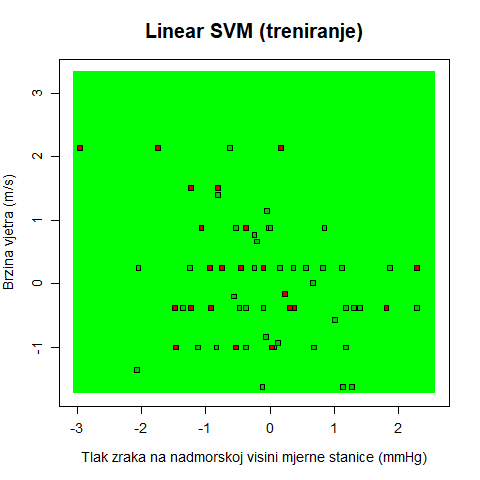 Linear SVM (treniranje)
Brzina vjetra (m/s)
3
2
1
0
-1
-3 -2 -1 0 1 2
Tlak zraka na nadmorskoj visini mjerne stanice (mmHg)